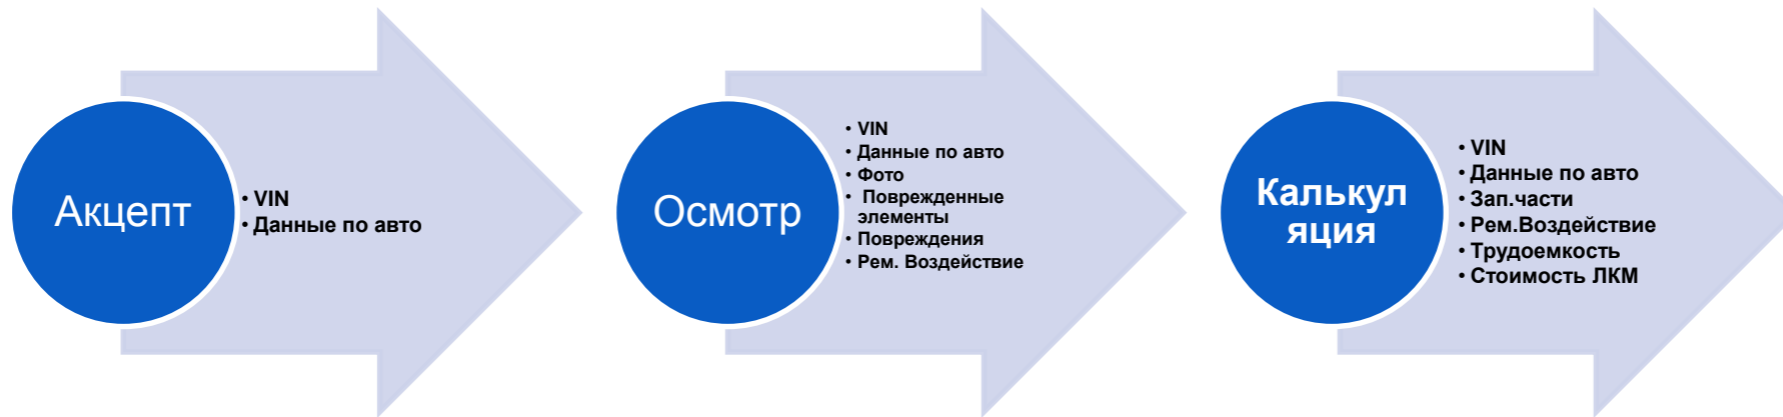 Акцепт
• VIN
• Данные по авто
Осмотр
• VIN
• Данные по авто
• Фото
• Поврежденные
элементы
• Повреждения
• Рем. Воздействие
Калькул
яция
• VIN
• Данные по авто
• Зап.части
• Рем.Воздействие
• Трудоемкость
• Стоимость ЛКМ